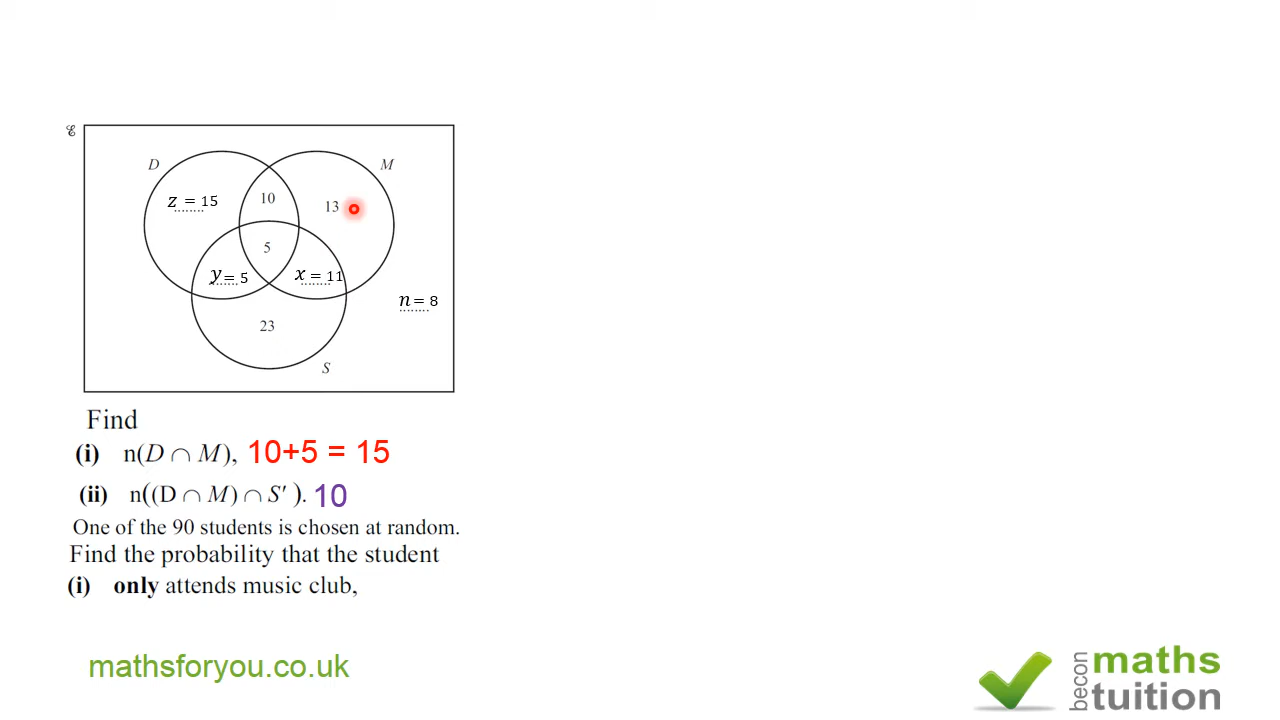 ℰ
D
M
z = 15
10
13
5
y = 5
x = 11
n = 8
23
S
Find
(i) n(D ∩ M), 10+5 = 15
(ii) n((D ∩ M) ∩ S′). 10
One of the 90 students is chosen at random.
Find the probability that the student
(i) only attends music club,
mathsforyou.co.uk
becon
maths
tuition